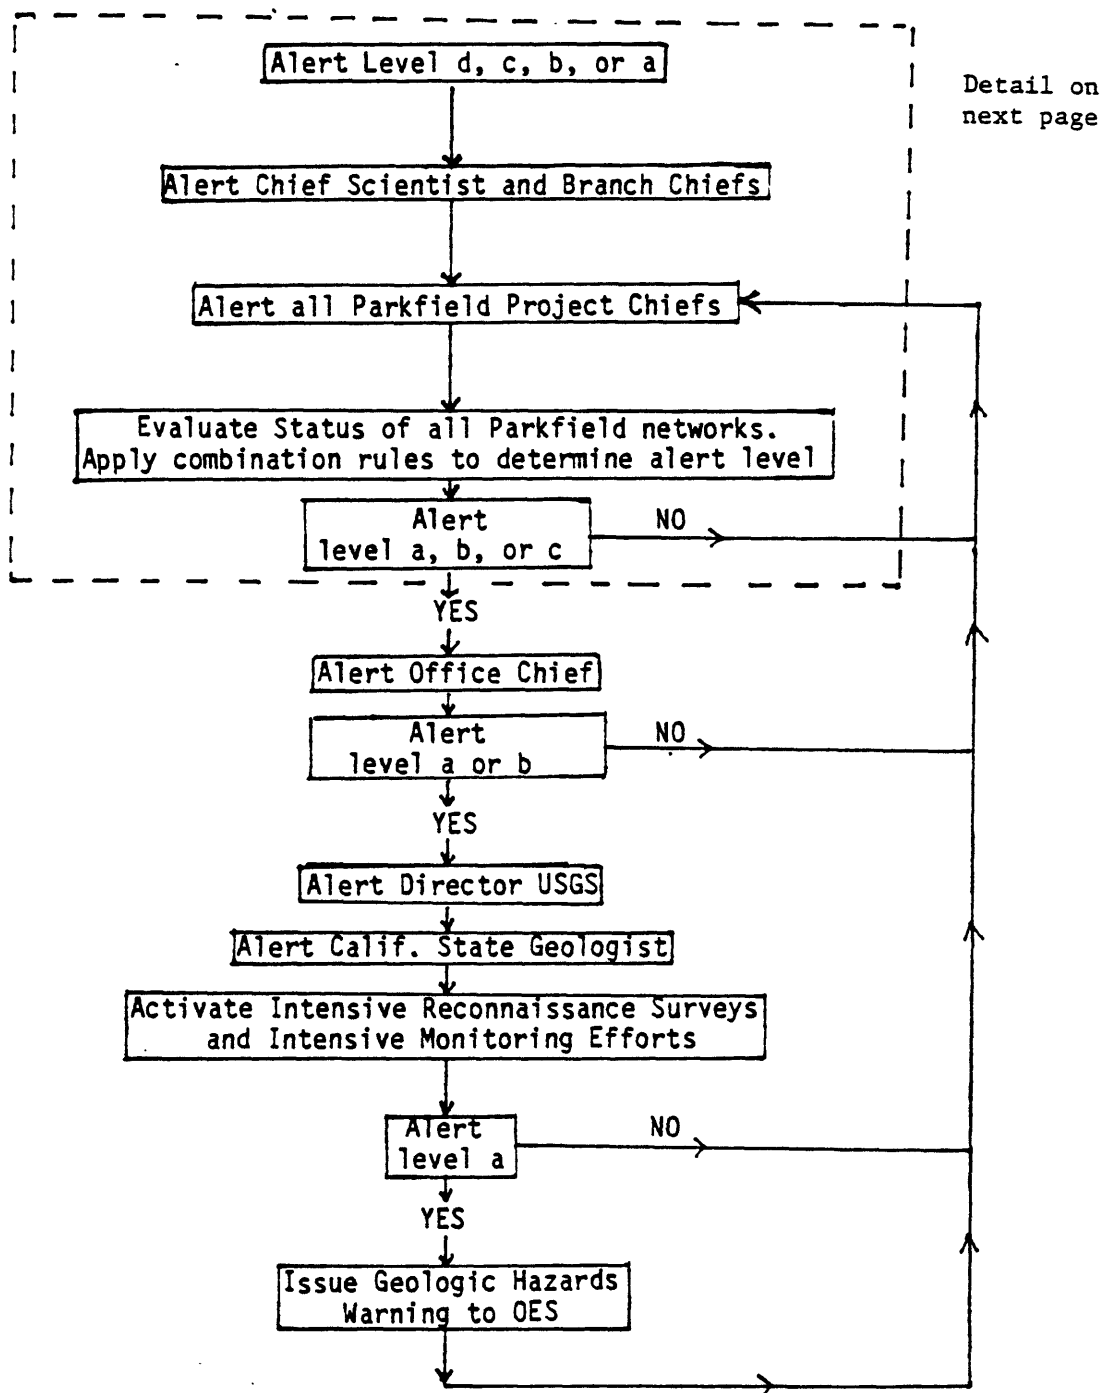 Alert Level d, c, b, or a
Detail on
next page
Alert Chief Scientist and Branch Chiefs
Alert all Parkfield Project Chiefs
Evaluate Status of all Parkfield networks.
Apply combination rules to determine alert level
Alert
level a, b, or c
NO
YES
Alert Office Chief
Alert
level a or b
NO
YES
Alert Director USGS
Alert Calif. State Geologist
Activate Intensive Reconnaissance Surveys
and Intensive Monitoring Efforts
Alert
level a
NO
YES
Issue Geologic Hazards
Warning to OES